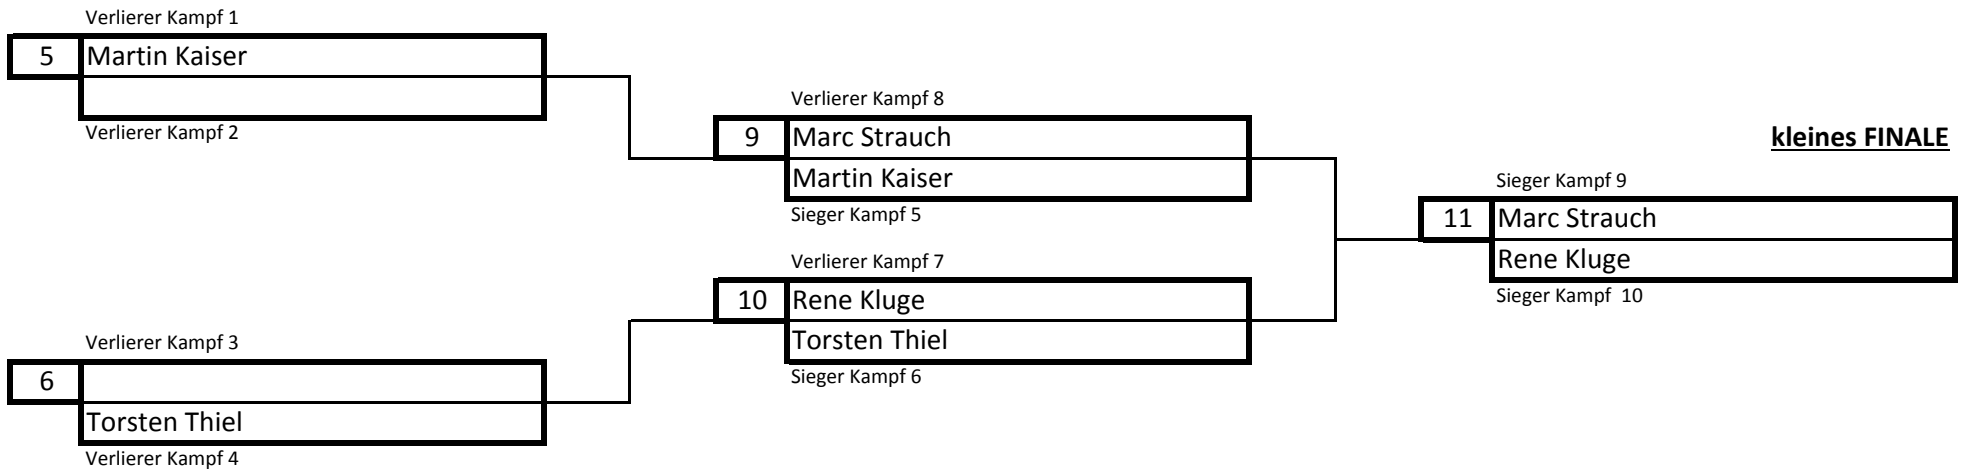 Verlierer Kampf 1
5 Martin Kaiser
Verlierer Kampf 2
Verlierer Kampf 8
9 Marc Strauch
Martin Kaiser
Sieger Kampf 5
kleines FINALE
Sieger Kampf 9
11 Marc Strauch
Rene Kluge
Sieger Kampf  10
Verlierer Kampf 7
10 Rene Kluge
Torsten Thiel
Sieger Kampf 6
Verlierer Kampf 3
6
Torsten Thiel
Verlierer Kampf 4